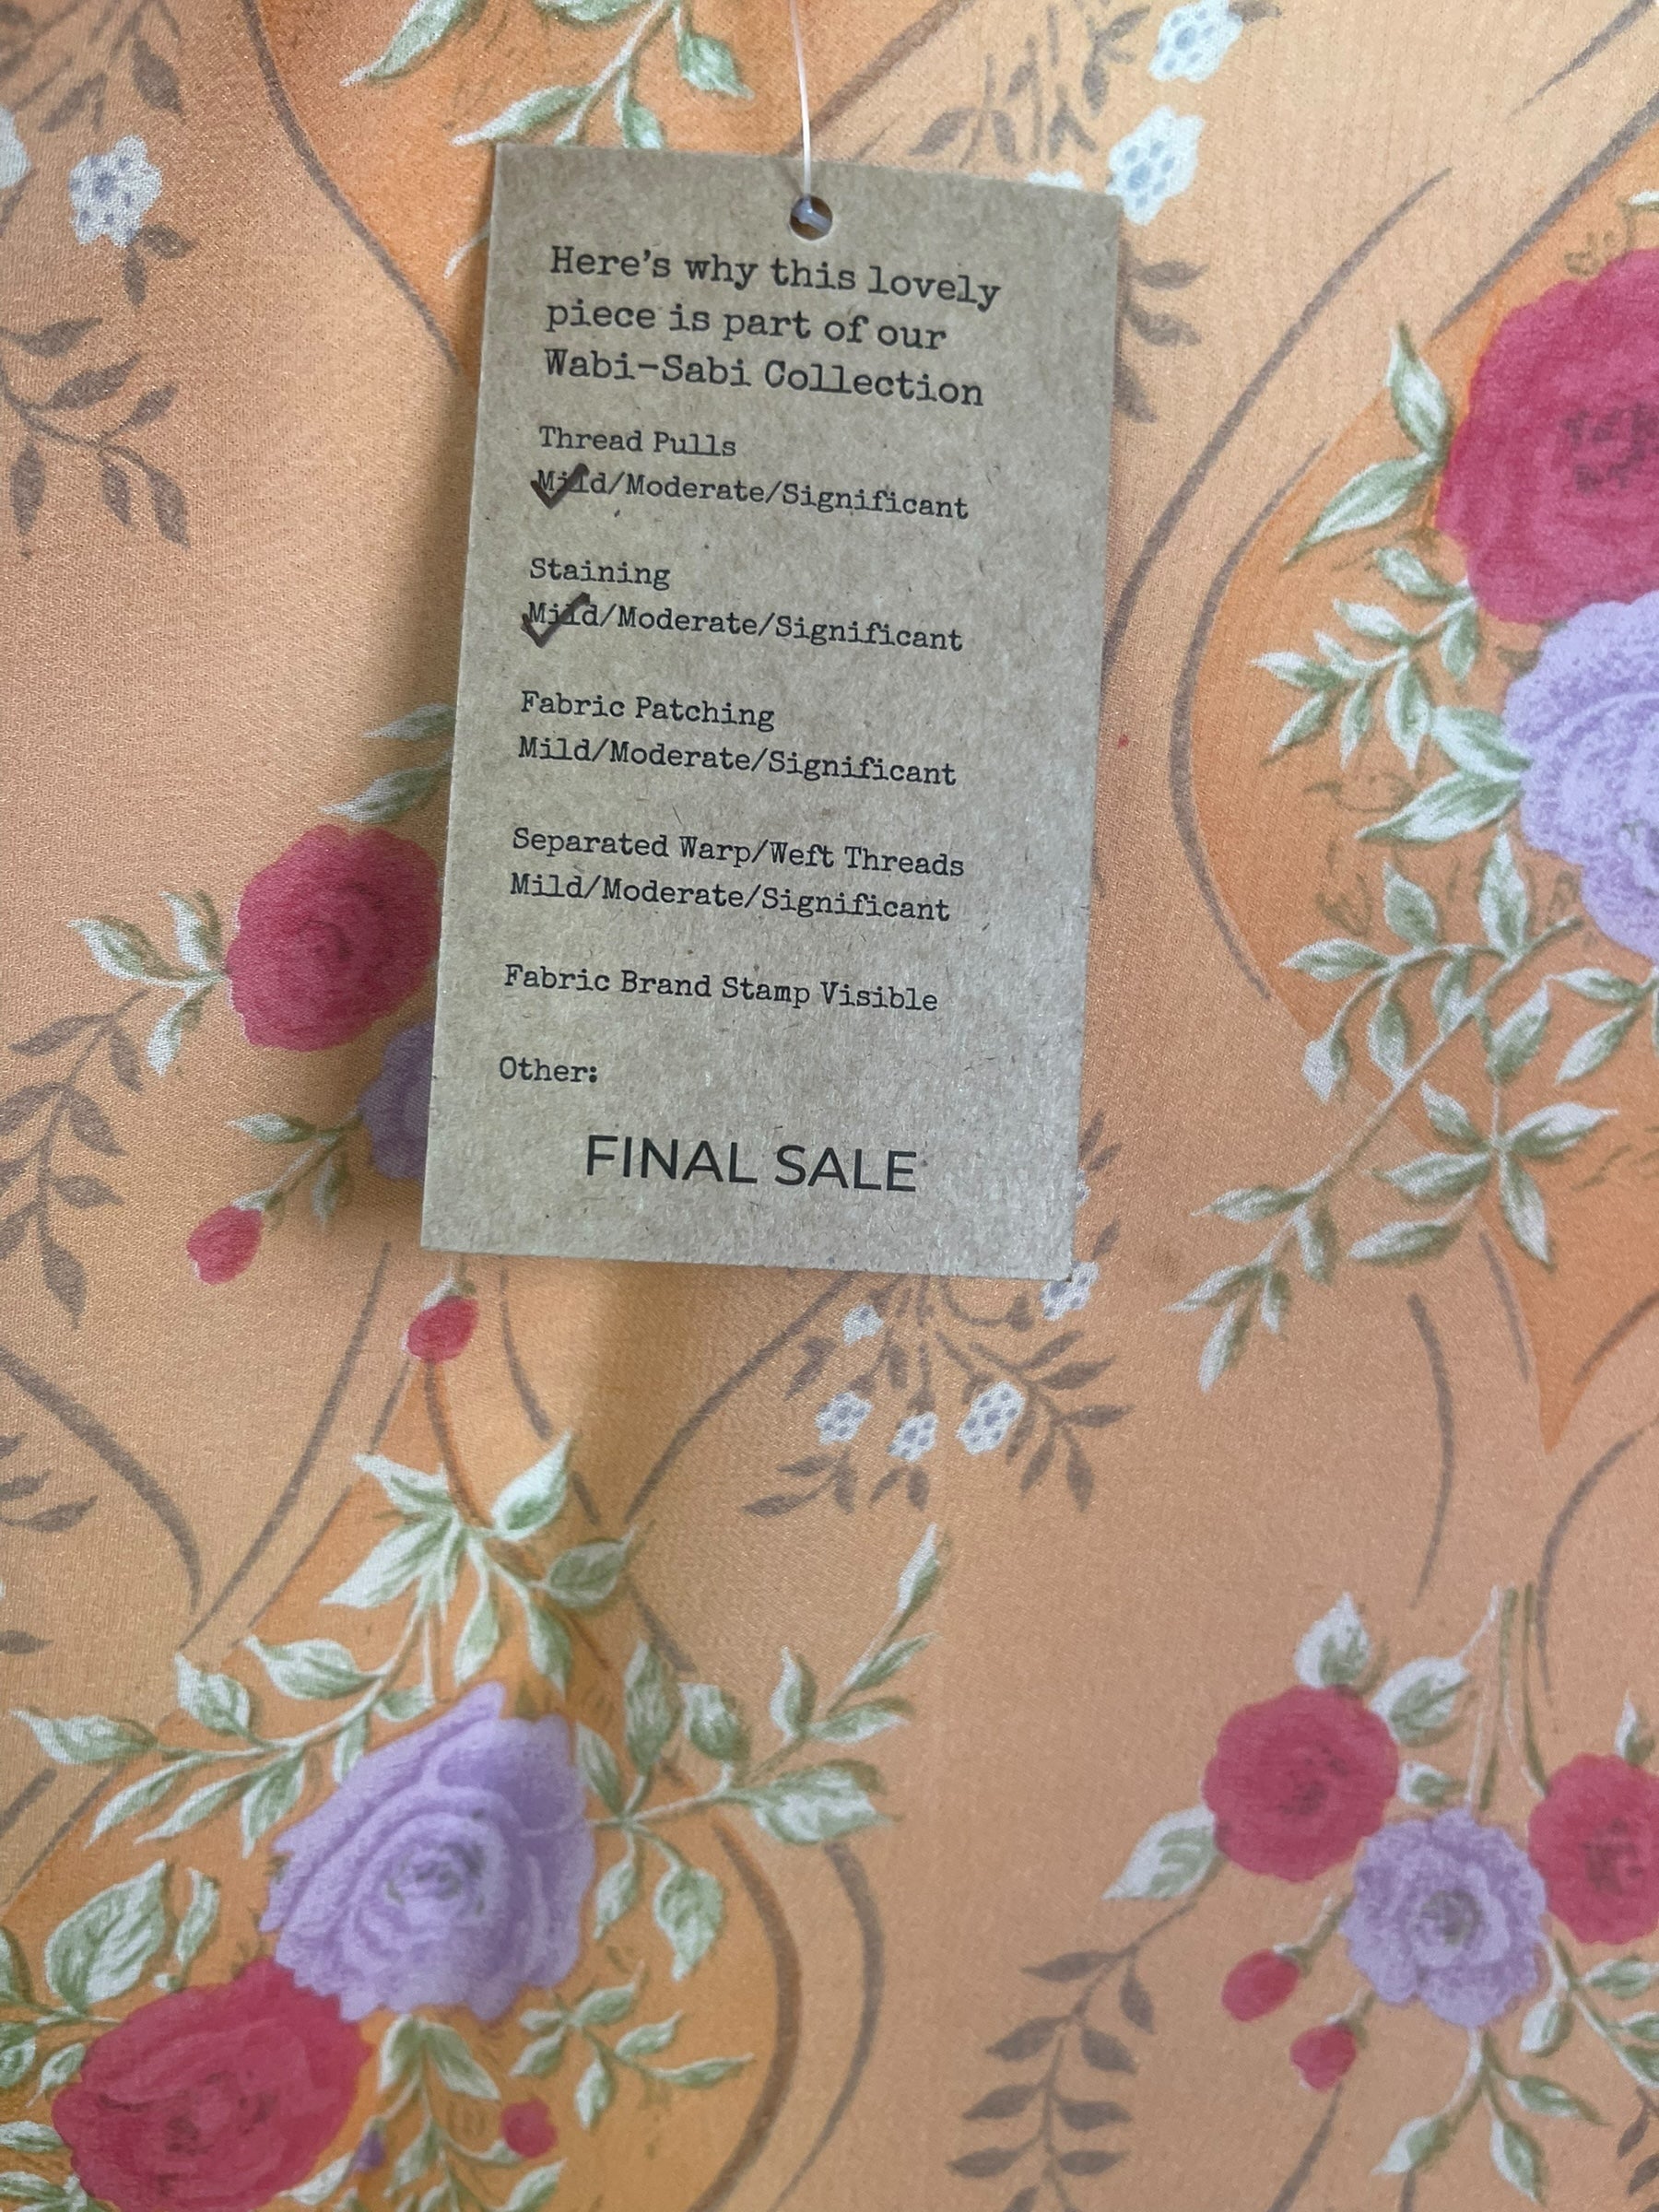 Here's why this lovely
piece is part of our
Wabi-Sabi Collection
Thread Pulls
Mild/Moderate/Significant
Staining
Mild/Moderate/Significant
Fabric Patching
Mild/Moderate/Significant
Separated Warp/Weft Threads
Mild/Moderate/Significant
Fabric Brand Stamp Visible
Other:
FINAL SALE